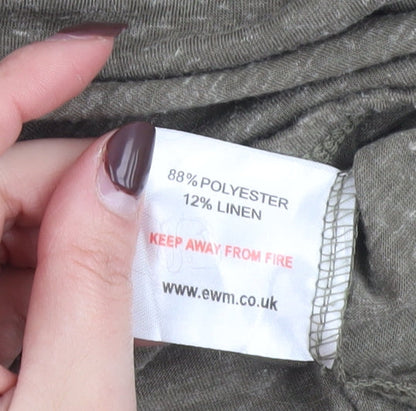 88% POLYESTER
12% LINEN
KEEP AWAY FROM FIRE
www.ewm.co.uk